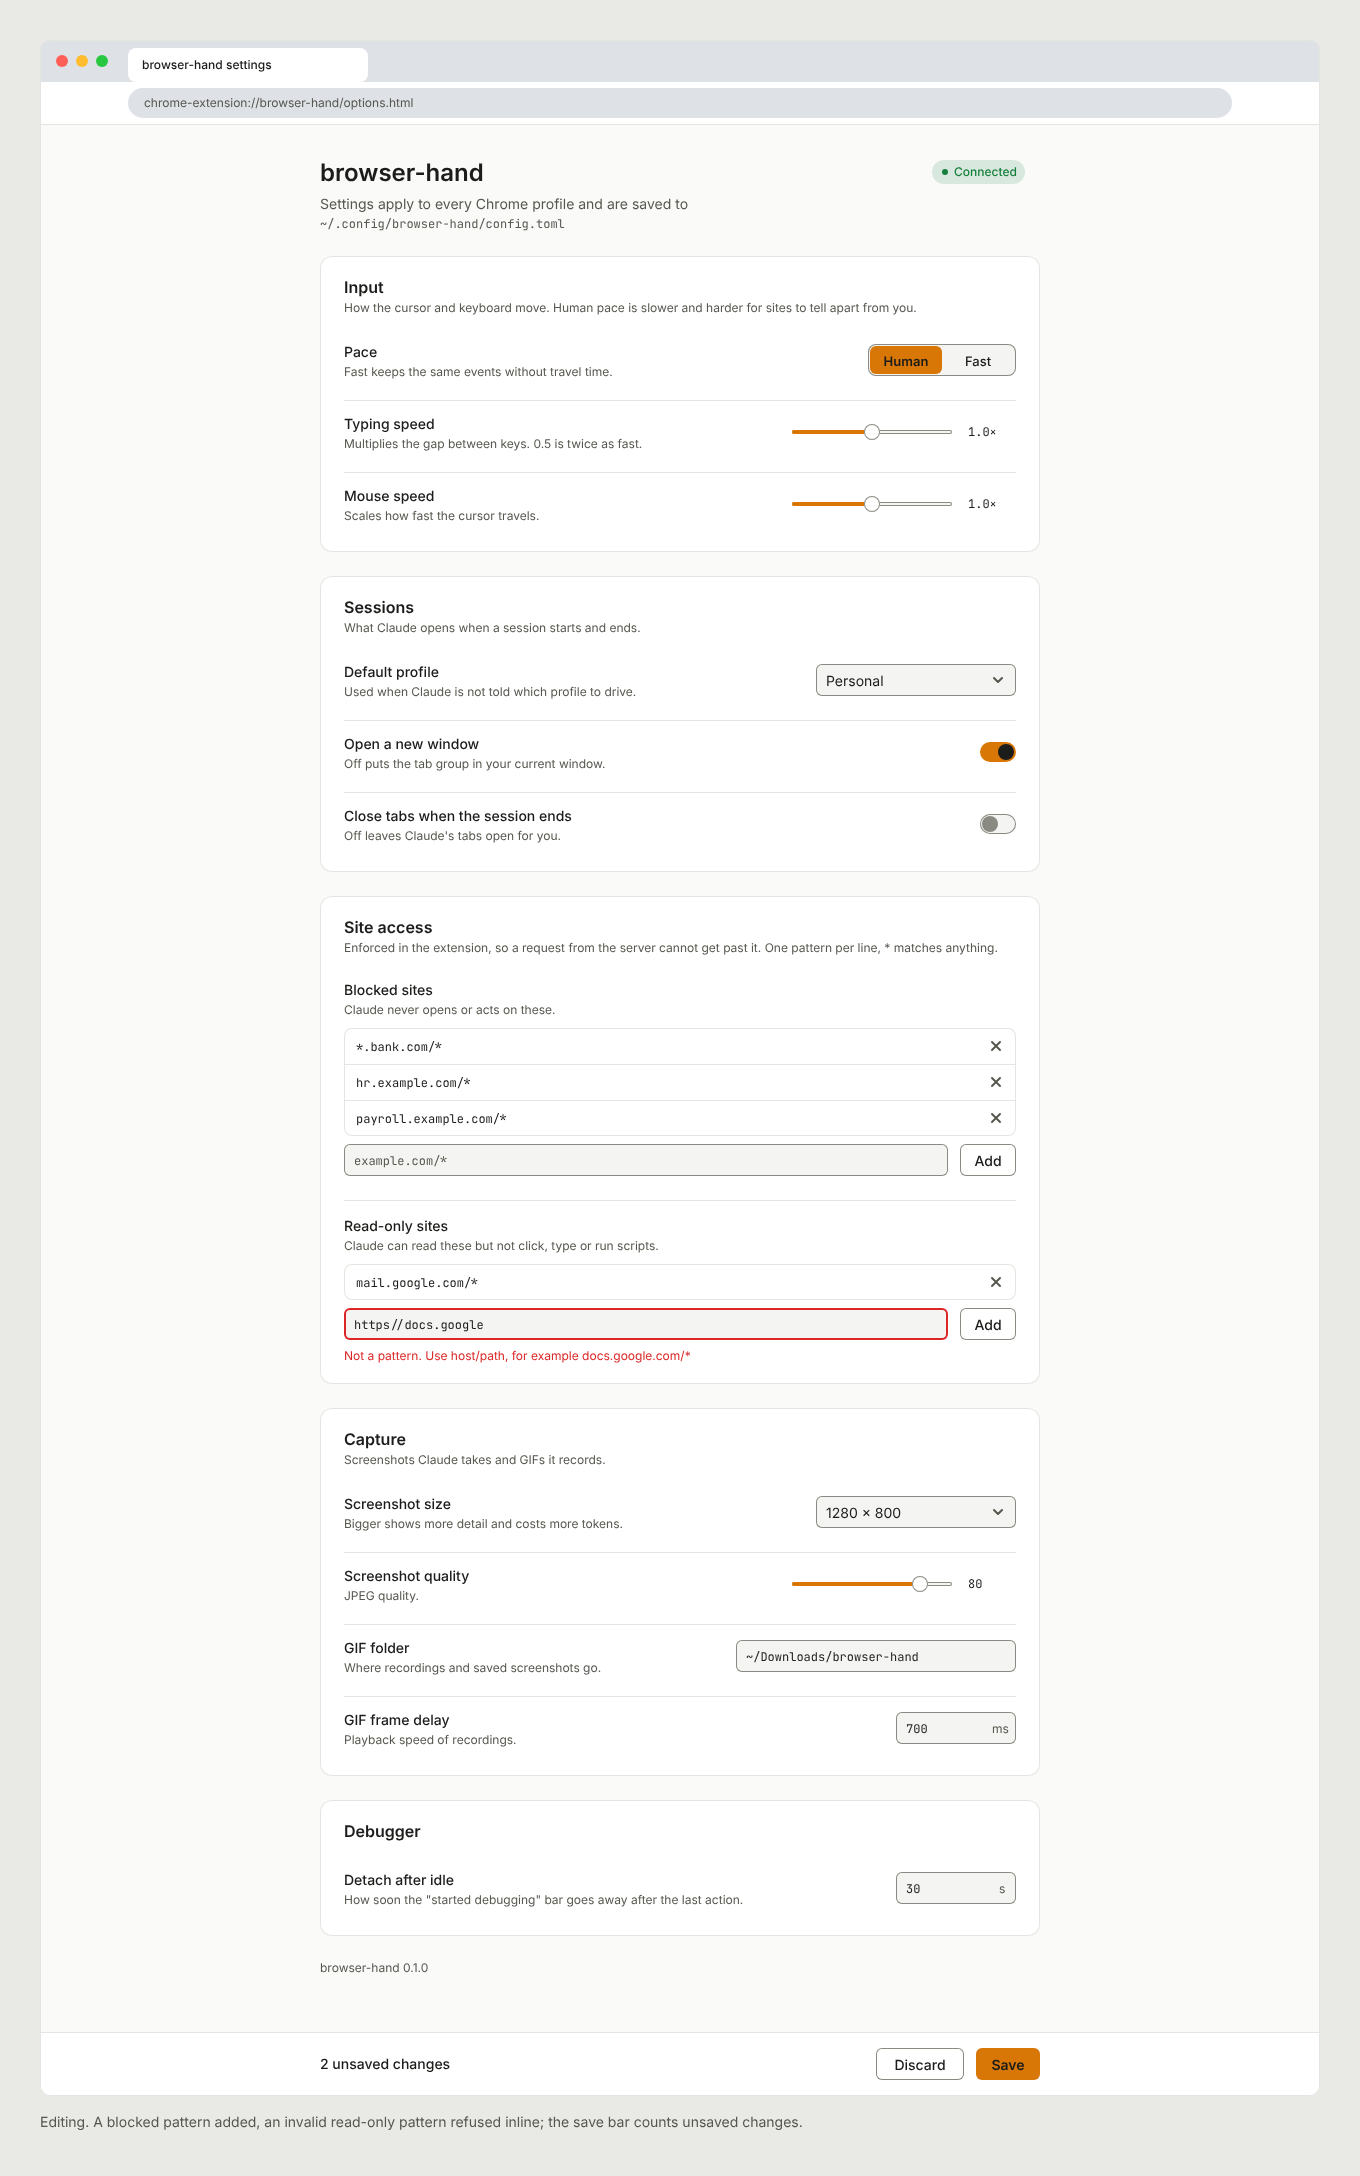 browser-hand settings
chrome-extension://browser-hand/options.html
browser-hand
Connected
Settings apply to every Chrome profile and are saved to
~/.config/browser-hand/config.toml
Input
How the cursor and keyboard move. Human pace is slower and harder for sites to tell apart from you.
Pace
Fast keeps the same events without travel time.
Human
Fast
Typing speed
Multiplies the gap between keys. 0.5 is twice as fast.
1.0×
Mouse speed
Scales how fast the cursor travels.
1.0×
Sessions
What Claude opens when a session starts and ends.
Default profile
Used when Claude is not told which profile to drive.
Personal
Open a new window
Off puts the tab group in your current window.
Close tabs when the session ends
Off leaves Claude's tabs open for you.
Site access
Enforced in the extension, so a request from the server cannot get past it. One pattern per line, * matches anything.
Blocked sites
Claude never opens or acts on these.
*.bank.com/*
hr.example.com/*
payroll.example.com/*
example.com/*
Add
Read-only sites
Claude can read these but not click, type or run scripts.
mail.google.com/*
https//docs.google
Add
Not a pattern. Use host/path, for example docs.google.com/*
Capture
Screenshots Claude takes and GIFs it records.
Screenshot size
Bigger shows more detail and costs more tokens.
1280 × 800
Screenshot quality
JPEG quality.
80
GIF folder
Where recordings and saved screenshots go.
~/Downloads/browser-hand
GIF frame delay
Playback speed of recordings.
700 ms
Debugger
Detach after idle
How soon the "started debugging" bar goes away after the last action.
30 s
browser-hand 0.1.0
2 unsaved changes
Discard
Save
Editing. A blocked pattern added, an invalid read-only pattern refused inline; the save bar counts unsaved changes.